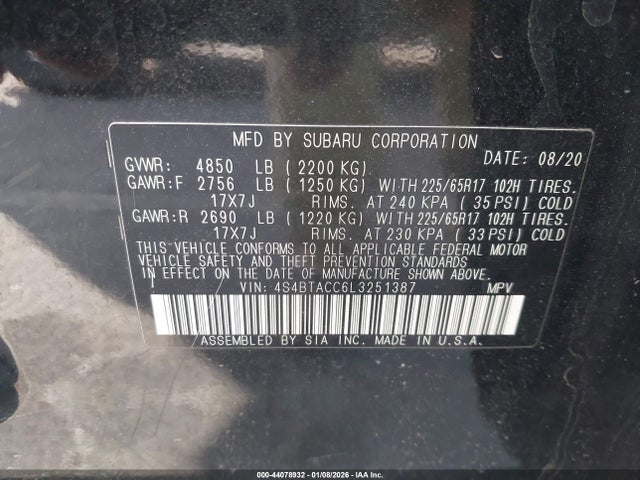 MFD BY SUBARU CORPORATION
DATE: 08/20
GVWR: 4850 LB ( 2200 KG)
GAWR:F 2756 LB ( 1250 KG) WITH 225/65R17 102H TIRES.
17X7J RIMS. AT 240 KPA ( 35 PSI) COLD
GAWR:R 2690 LB ( 1220 KG) WITH 225/65R17 102H TIRES.
17X7J RIMS. AT 230 KPA ( 33 PSI) COLD
THIS VEHICLE CONFORMS TO ALL APPLICABLE FEDERAL MOTOR
VEHICLE SAFETY AND THEFT PREVENTION STANDARDS
IN EFFECT ON THE DATE OF MANUFACTURE SHOWN ABOVE.
VIN: 4S4BTACC6L3251387 MPV
ASSEMBLED BY SIA INC. MADE IN U.S.A.
000-44078932 - 01/08/2026 - IAA Inc.